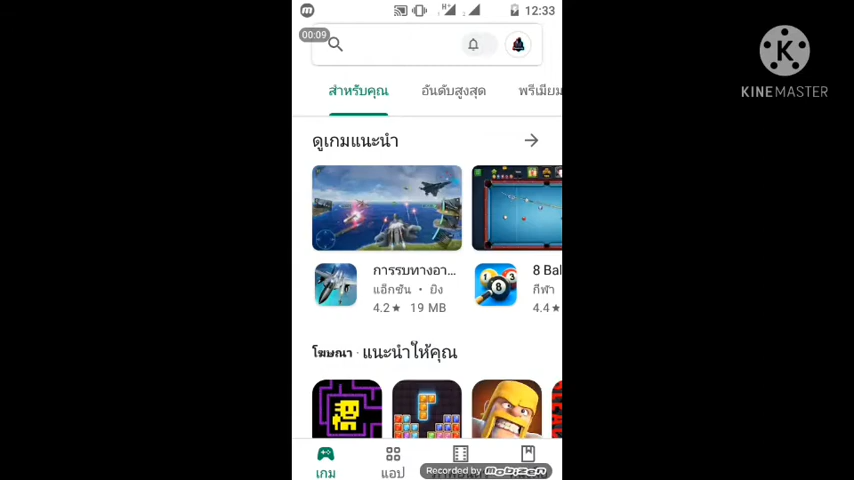 12:33
00:09
KINEMASTER
สำหรับคุณ
อันดับสูงสุด
พรีเมียม
ดูเกมแนะนำ
การรบทางอา...
แอ็กชัน • ยิง
4.2★ 19 MB
8 Bal
กีฬา
4.4★
โฆษณา · แนะนำให้คุณ
เกม
แอป
Recorded by mobizen